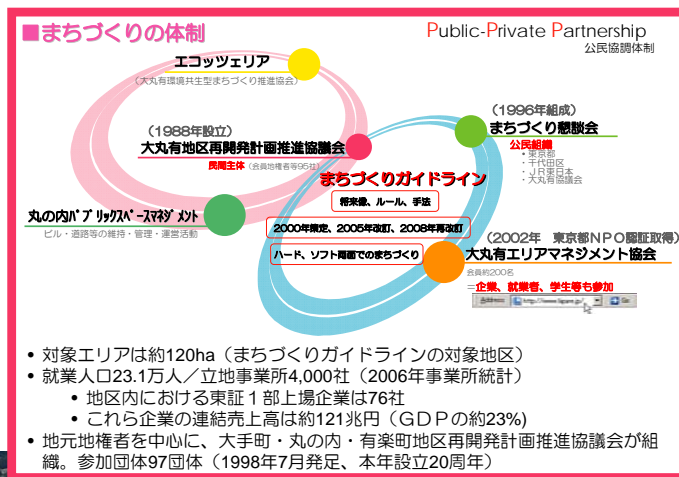 ■まちづくりの体制
Public-Private Partnership
公民協調体制
エコッツェリア
（大丸有環境共生型まちづくり推進協会）
（1988年設立）
大丸有地区再開発計画推進協議会
民間主体（会員地権者等95社）
（1996年組成）
まちづくり懇談会
公民組織
・東京都
・千代田区
・ＪＲ東日本
・大丸有協議会
まちづくりガイドライン
将来像、ルール、手法
2000年策定、2005年改訂、2008年再改訂
ハード、ソフト両面でのまちづくり
丸の内ﾊﾟﾌﾞﾘｯｸｽﾍﾟｰｽﾏﾈｼﾞﾒﾝﾄ
ビル・道路等の維持・管理・運営活動
（2002年　東京都ＮＰＯ認証取得）
大丸有エリアマネジメント協会
会員約200名
＝企業、就業者、学生等も参加
Address http://www.ligare.jp/ Go
• 対象エリアは約120ha（まちづくりガイドラインの対象地区）
• 就業人口23.1万人／立地事業所4,000社（2006年事業所統計）
• 地区内における東証１部上場企業は76社
• これら企業の連結売上高は約121兆円（ＧＤＰの約23%)
• 地元地権者を中心に、大手町・丸の内・有楽町地区再開発計画推進協議会が組
織。参加団体97団体（1998年7月発足、本年設立20周年）